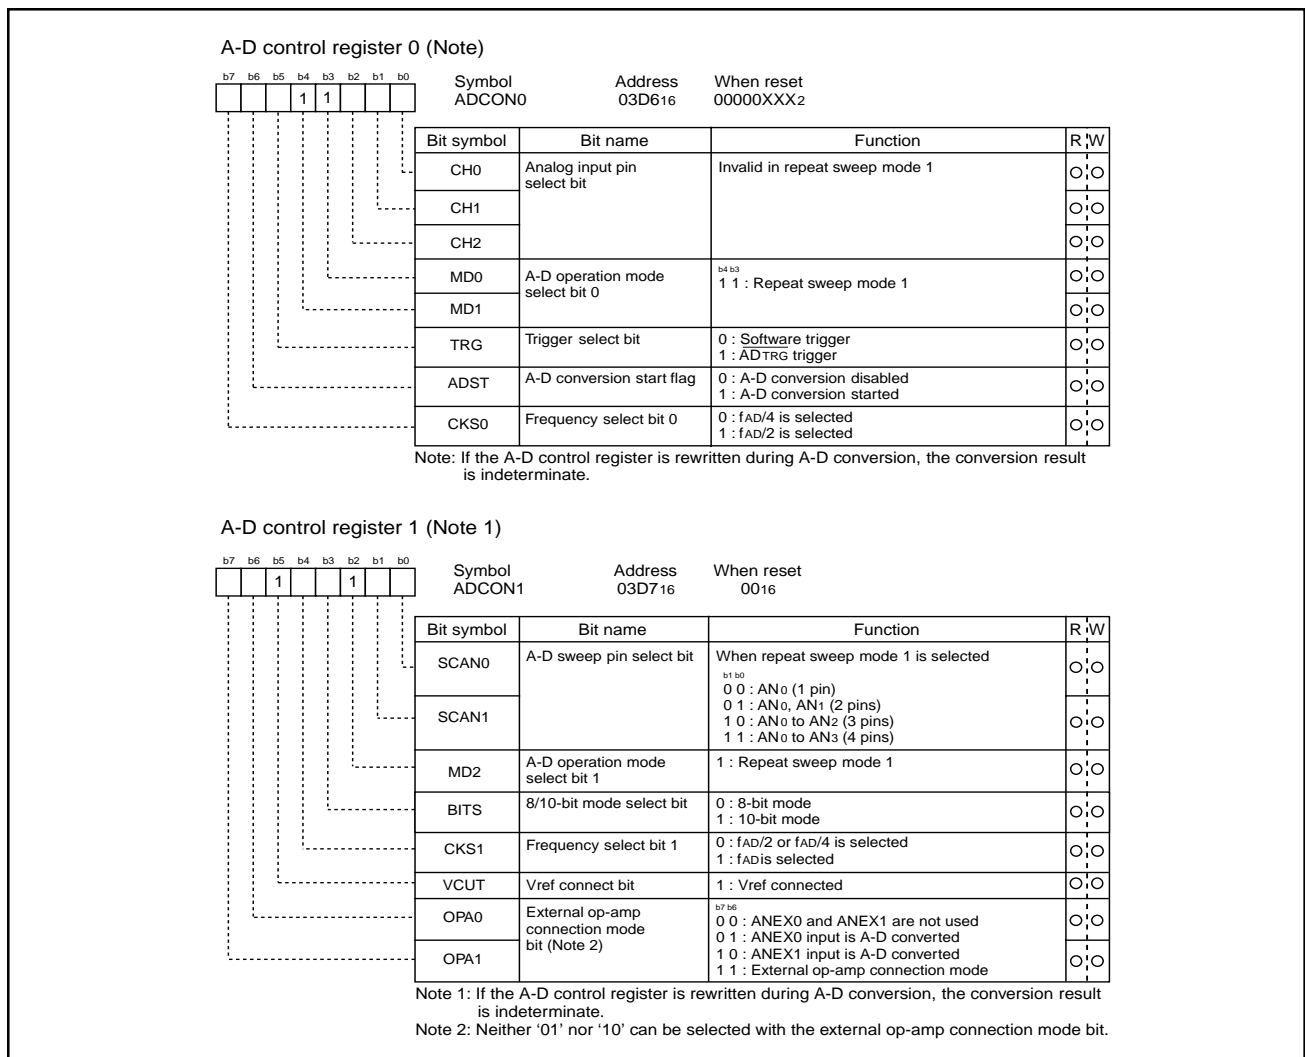 A-D control register 0 (Note)
b7 b6 b5 b4 b3 b2 b1 b0
1 1
Symbol Address When reset
ADCON0 03D616 00000XXX2
Bit symbol Bit name Function R W
CH0 Analog input pin Invalid in repeat sweep mode 1
select bit
CH1
CH2
MD0 A-D operation mode b4 b3
select bit 0 1 1 : Repeat sweep mode 1
MD1
TRG Trigger select bit 0 : Software trigger
1 : ADTRG trigger
ADST A-D conversion start flag 0 : A-D conversion disabled
1 : A-D conversion started
CKS0 Frequency select bit 0 0 : fAD/4 is selected
1 : fAD/2 is selected
Note: If the A-D control register is rewritten during A-D conversion, the conversion result
is indeterminate.
A-D control register 1 (Note 1)
b7 b6 b5 b4 b3 b2 b1 b0
1 1
Symbol Address When reset
ADCON1 03D716 0016
Bit symbol Bit name Function R W
SCAN0 A-D sweep pin select bit When repeat sweep mode 1 is selected
b1 b0
0 0 : AN0 (1 pin)
0 1 : AN0, AN1 (2 pins)
SCAN1 1 0 : AN0 to AN2 (3 pins)
1 1 : AN0 to AN3 (4 pins)
MD2 A-D operation mode 1 : Repeat sweep mode 1
select bit 1
BITS 8/10-bit mode select bit 0 : 8-bit mode
1 : 10-bit mode
CKS1 Frequency select bit 1 0 : fAD/2 or fAD/4 is selected
1 : fAD is selected
VCUT Vref connect bit 1 : Vref connected
OPA0 External op-amp b7 b6
connection mode 0 0 : ANEX0 and ANEX1 are not used
bit (Note 2) 0 1 : ANEX0 input is A-D converted
OPA1 1 0 : ANEX1 input is A-D converted
1 1 : External op-amp connection mode
Note 1: If the A-D control register is rewritten during A-D conversion, the conversion result
is indeterminate.
Note 2: Neither ‘01’ nor ‘10’ can be selected with the external op-amp connection mode bit.